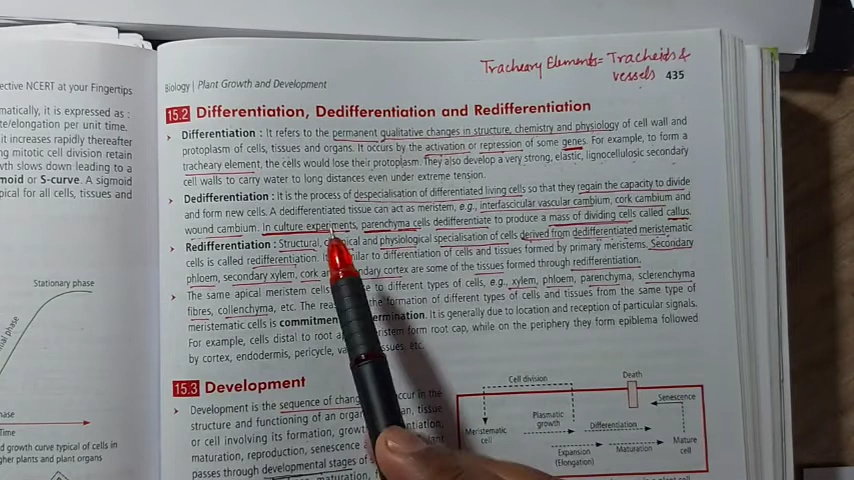 Tracheary Elements = Tracheids &
vessels
435
Biology | Plant Growth and Development
15.2 Differentiation, Dedifferentiation and Redifferentiation
Differentiation : It refers to the permanent qualitative changes in structure, chemistry and physiology of cell wall and
protoplasm of cells, tissues and organs. It occurs by the activation or repression of some genes. For example, to form a
tracheary element, the cells would lose their protoplasm. They also develop a very strong, elastic, lignocellulosic secondary
cell walls to carry water to long distances even under extreme tension.
Dedifferentiation : It is the process of despecialisation of differentiated living cells so that they regain the capacity to divide
and form new cells. A dedifferentiated tissue can act as meristem, e.g., interfascicular vascular cambium, cork cambium and
wound cambium. In culture experiments, parenchyma cells dedifferentiate to produce a mass of dividing cells called callus.
Redifferentiation : Structural, and physiological specialisation of cells derived from dedifferentiated meristematic
cells is called redifferentiation. similar to differentiation of cells and tissues formed by primary meristems. Secondary
phloem, secondary xylem, cork cortex are some of the tissues formed through redifferentiation.
The same apical meristem cells to different types of cells, e.g., xylem, phloem, parenchyma, sclerenchyma
fibres, collenchyma, etc. The the formation of different types of cells and tissues from the same type of
meristematic cells is commitment It is generally due to location and reception of particular signals.
For example, cells distal to root form root cap, while on the periphery they form epiblema followed
by cortex, endodermis, pericycle, etc.
15.3 Development
Development is the sequence of occur in the
structure and functioning of an tissue
or cell involving its formation,
maturation, reproduction, senescence
passes through developmental stages of
Cell division
Death
Senescence
Meristematic
cell
Plasmatic
growth
Differentiation
Expansion
(Elongation)
Maturation
Mature
cell
ective NCERT at your Fingertips
matically, it is expressed as :
te/elongation per unit time.
it increases rapidly thereafter
ng mitotic cell division retain
wth slows down leading to a
moid or S-curve. A sigmoid
pical for all cells, tissues and
Stationary phase
hase
Time
d growth curve typical of cells in
gher plants and plant organs